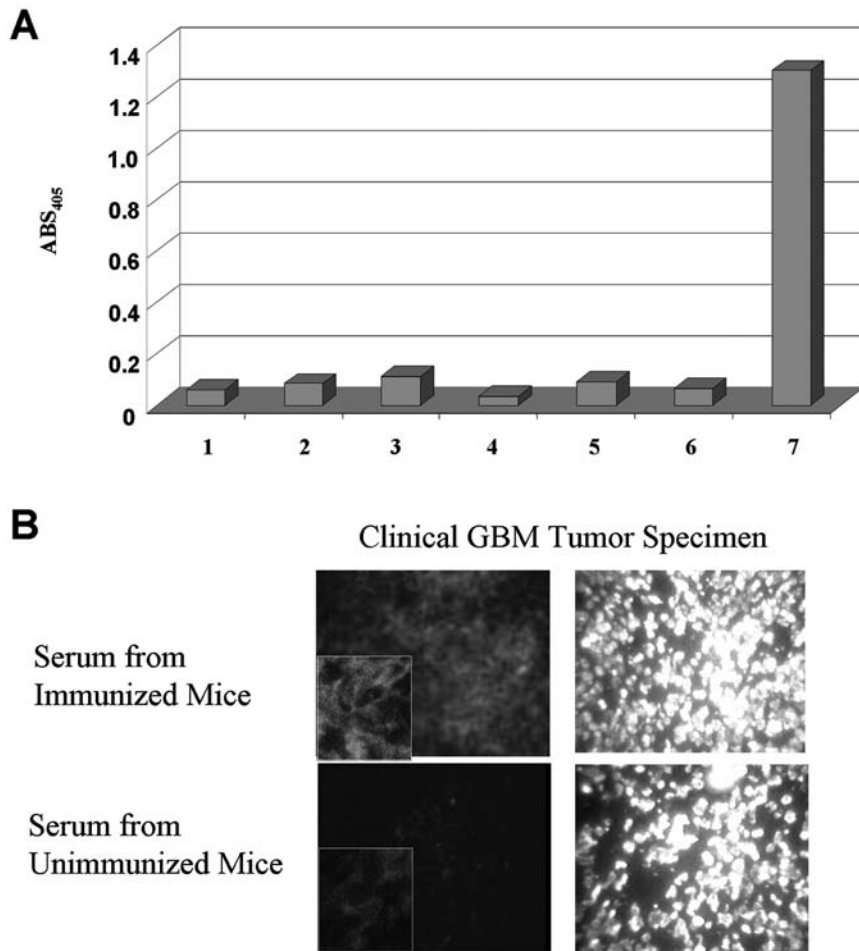 A
1.4
1.2
1.0
0.8
0.6
0.4
0.2
0
ABS405
1 2 3 4 5 6 7
B
Clinical GBM Tumor Specimen
Serum from
Immunized Mice
Serum from
Unimmunized Mice